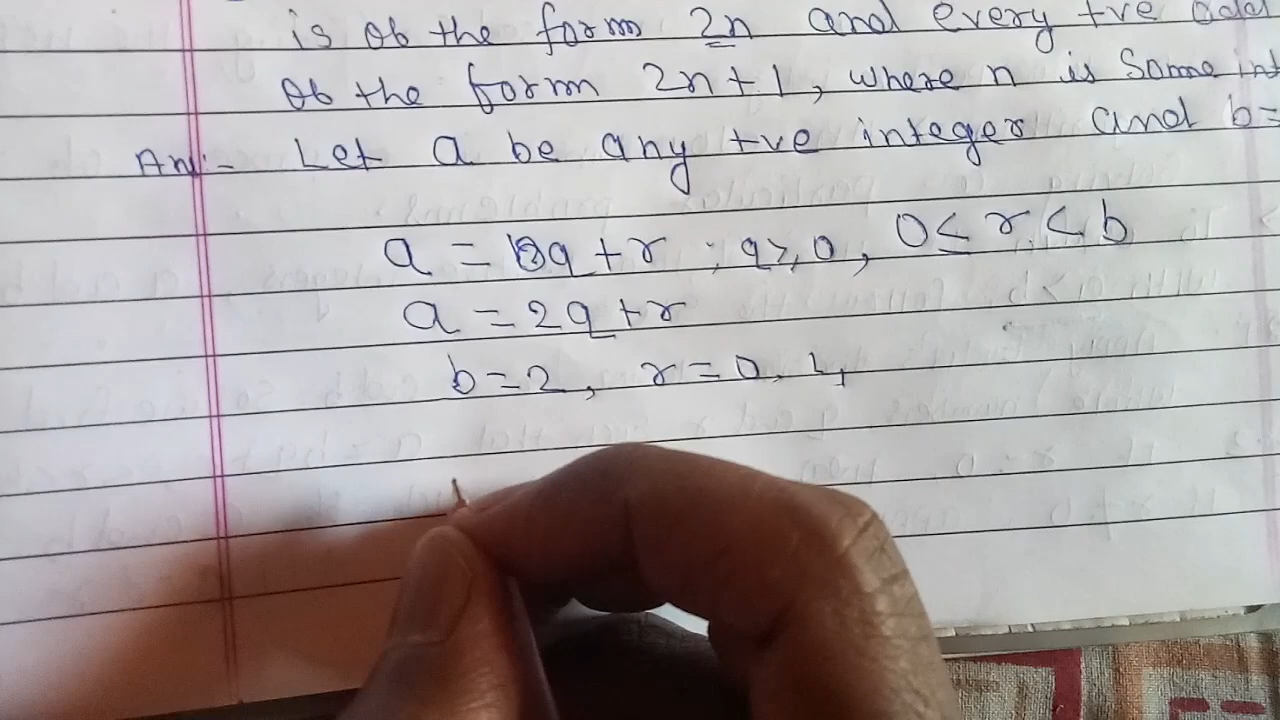 is of the form 2n and every +ve odd
of the form 2n+1, where n is some int
Ans:- Let a be any +ve integer and b=
a = bq+r ; q≥0, 0≤ r < b
a = 2q+r
b=2, r=0, 1,